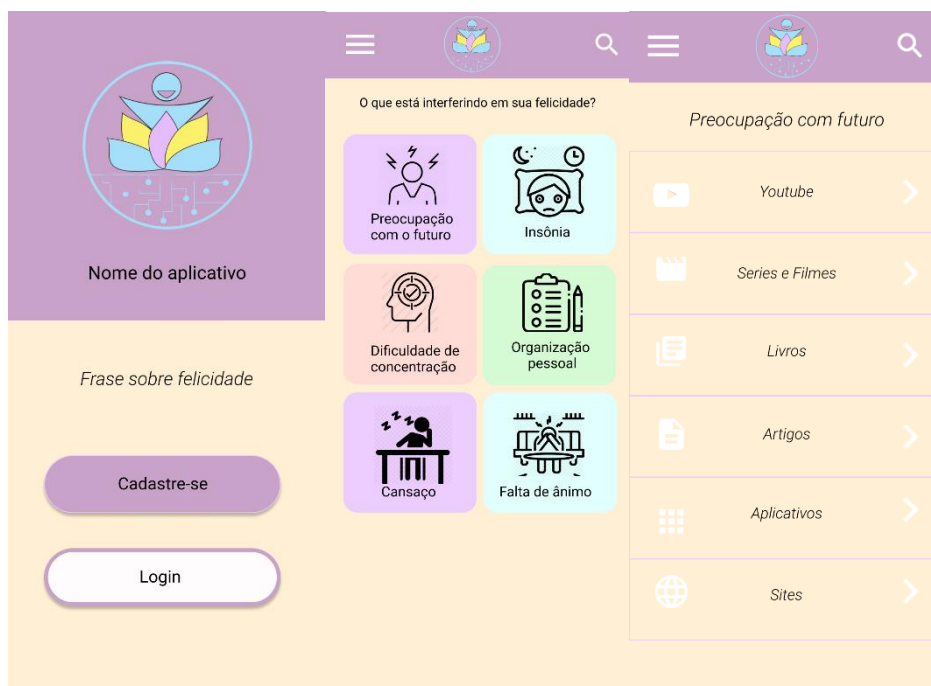 Nome do aplicativo
Frase sobre felicidade
Cadastre-se
Login
O que está interferindo em sua felicidade?
Preocupação
com o futuro
Insônia
Dificuldade de
concentração
Organização
pessoal
Cansaço
Falta de ânimo
Preocupação com futuro
Youtube
Series e Filmes
Livros
Artigos
Aplicativos
Sites